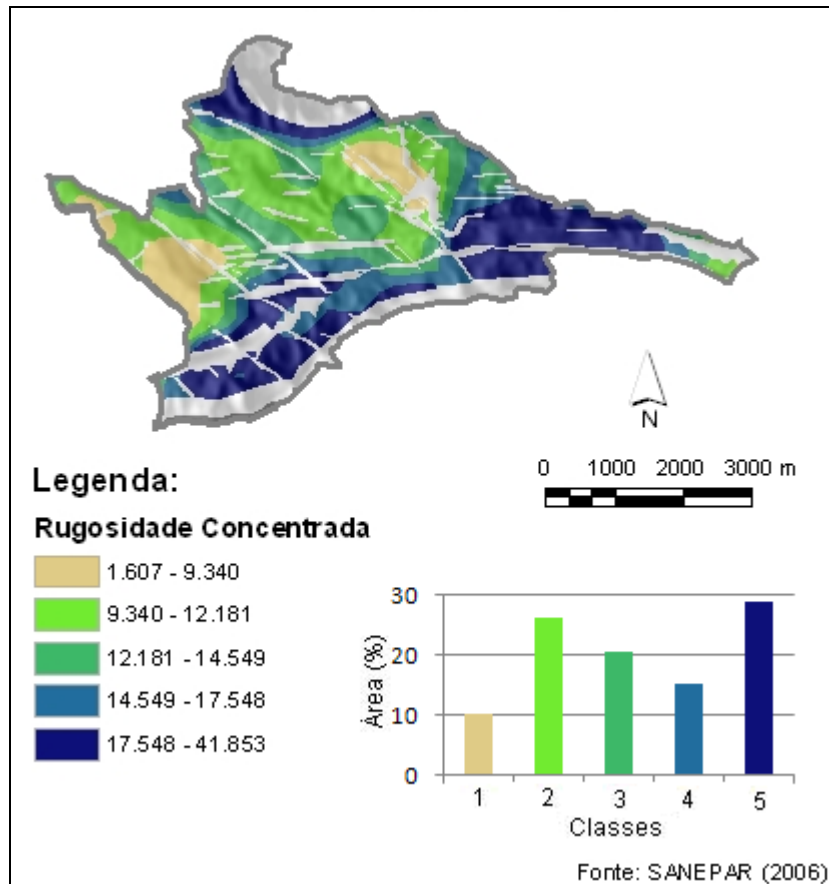 N
0 1000 2000 3000 m
Legenda:
Rugosidade Concentrada
1.607 - 9.340
9.340 - 12.181
12.181 - 14.549
14.549 - 17.548
17.548 - 41.853
30
20
10
0
Área (%)
1 2 3 4 5
Classes
Fonte: SANEPAR (2006)